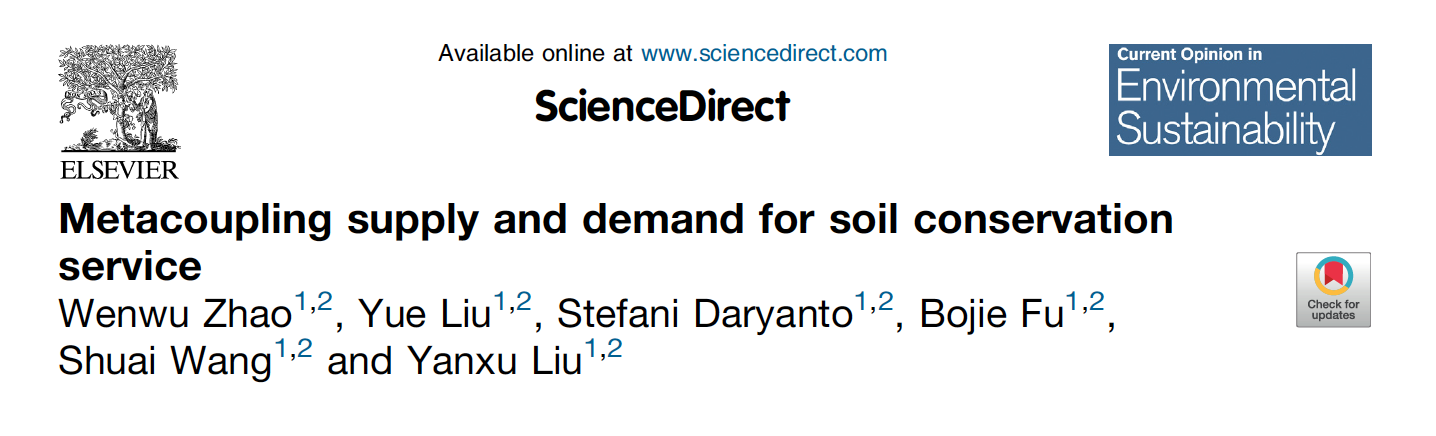 Available online at www.sciencedirect.com
ScienceDirect
ELSEVIER
Current Opinion in
Environmental
Sustainability
Metacoupling supply and demand for soil conservation
service
Wenwu Zhao1,2, Yue Liu1,2, Stefani Daryanto1,2, Bojie Fu1,2,
Shuai Wang1,2 and Yanxu Liu1,2
Check for
updates